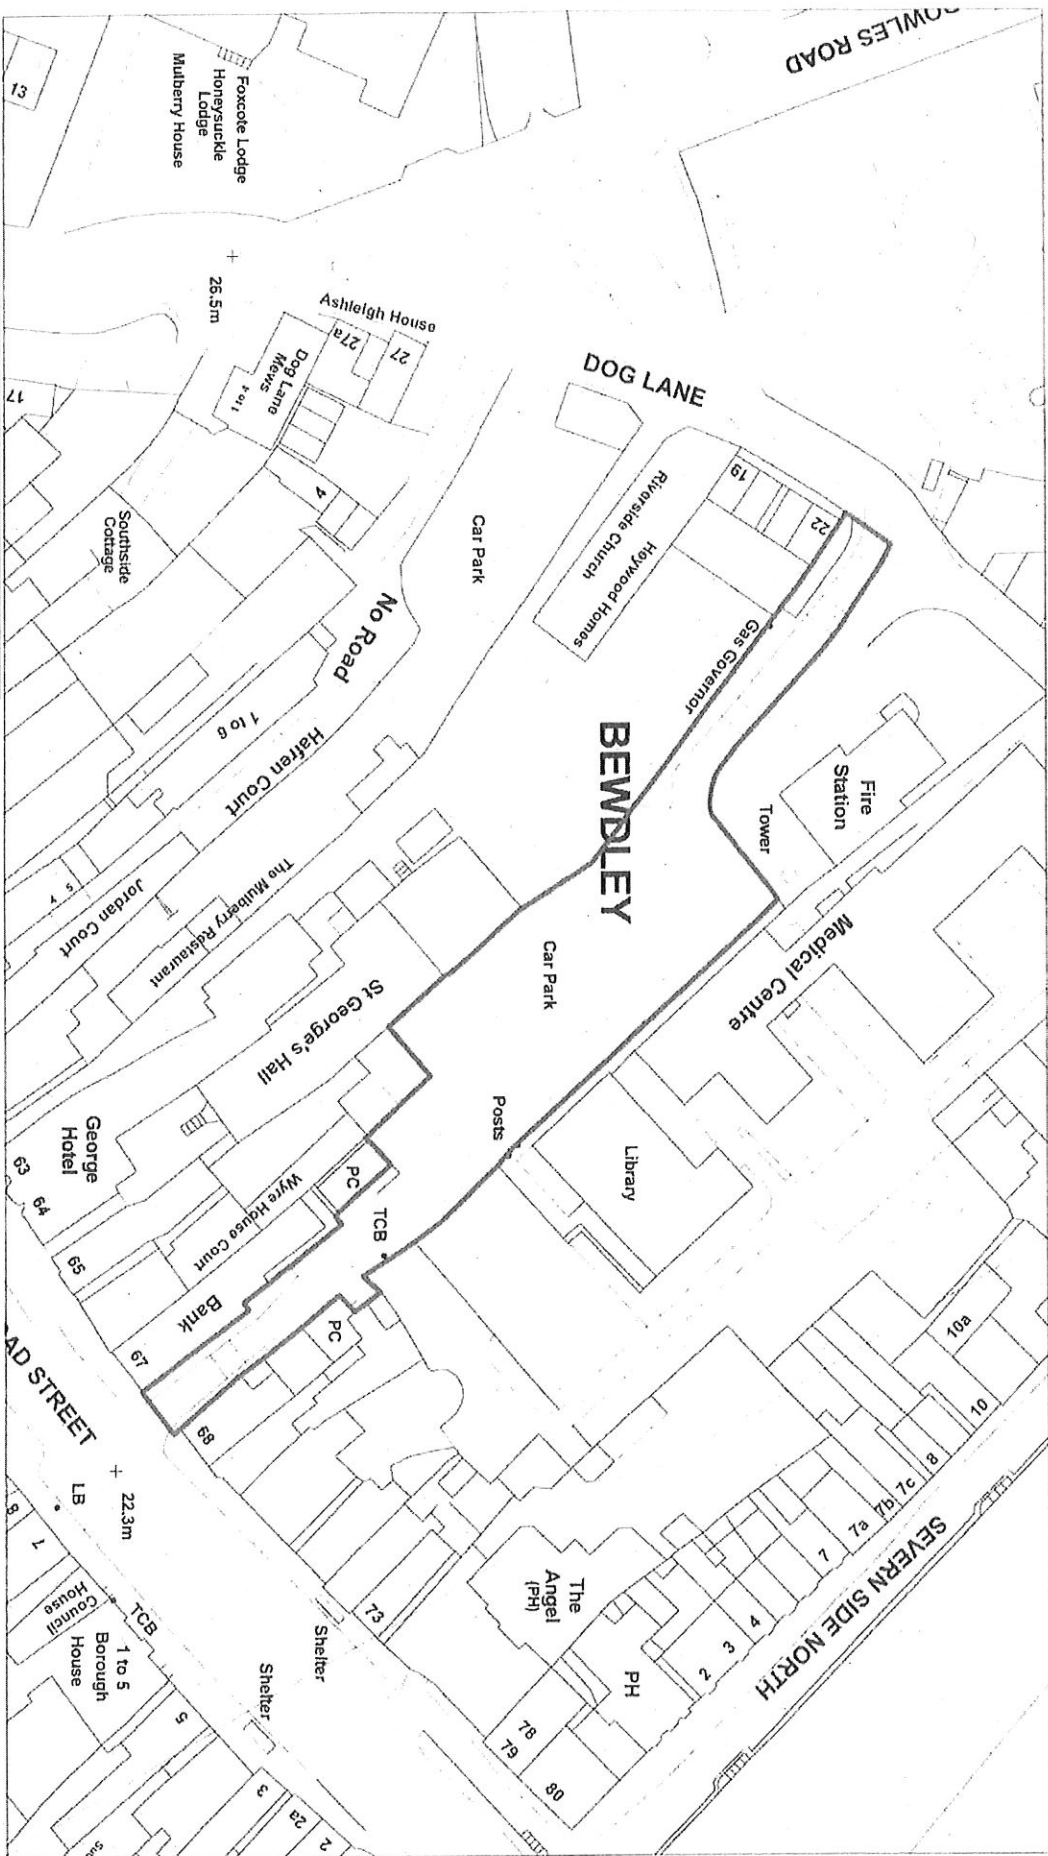 OWLES ROAD
13
Foxcote Lodge
Honeysuckle
Lodge
Mulberry House
26.5m
Ashleigh House
27a
27
Dog Lane
Mews
1 to 4
17
4
Southside
Cottage
DOG LANE
19
22
Riverside Church
Heywood Homes
Car Park
No Road
Gas Governor
BEWDLEY
Fire
Station
Tower
Medical Centre
1 to 6
Hafren Court
The Mulberry Restaurant
Jordan Court
5
4
Car Park
St George's Hall
Posts
Library
George
Hotel
63
64
65
Wyre House Court
PC
TCB
Bank
67
PC
68
AD STREET
22.3m
LB
8
7
Council
House
TCB
1 to 5
Borough
House
5
3
2a
2
Shelter
Shelter
73
The
Angel
(PH)
PH
78
79
80
2
3
4
7
7a
7b
7c
8
10
10a
SEVERN SIDE NORTH